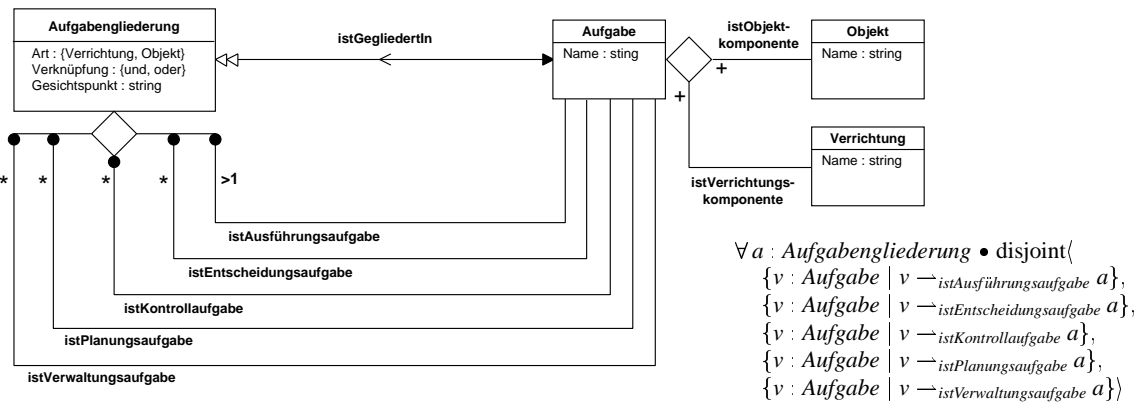 Aufgabengliederung
Art : {Verrichtung, Objekt}
Verknüpfung : {und, oder}
Gesichtspunkt : string
istGegliedertIn
Aufgabe
Name : sting
istObjekt-
komponente
Objekt
Name : string
+
+
Verrichtung
Name : string
istVerrichtungs-
komponente
* * * * >1
istAusführungsaufgabe
istEntscheidungsaufgabe
istKontrollaufgabe
istPlanungsaufgabe
istVerwaltungsaufgabe
∀ a : Aufgabengliederung • disjoint⟨
{v : Aufgabe | v ⇀istAusführungsaufgabe a},
{v : Aufgabe | v ⇀istEntscheidungsaufgabe a},
{v : Aufgabe | v ⇀istKontrollaufgabe a},
{v : Aufgabe | v ⇀istPlanungsaufgabe a},
{v : Aufgabe | v ⇀istVerwaltungsaufgabe a}⟩